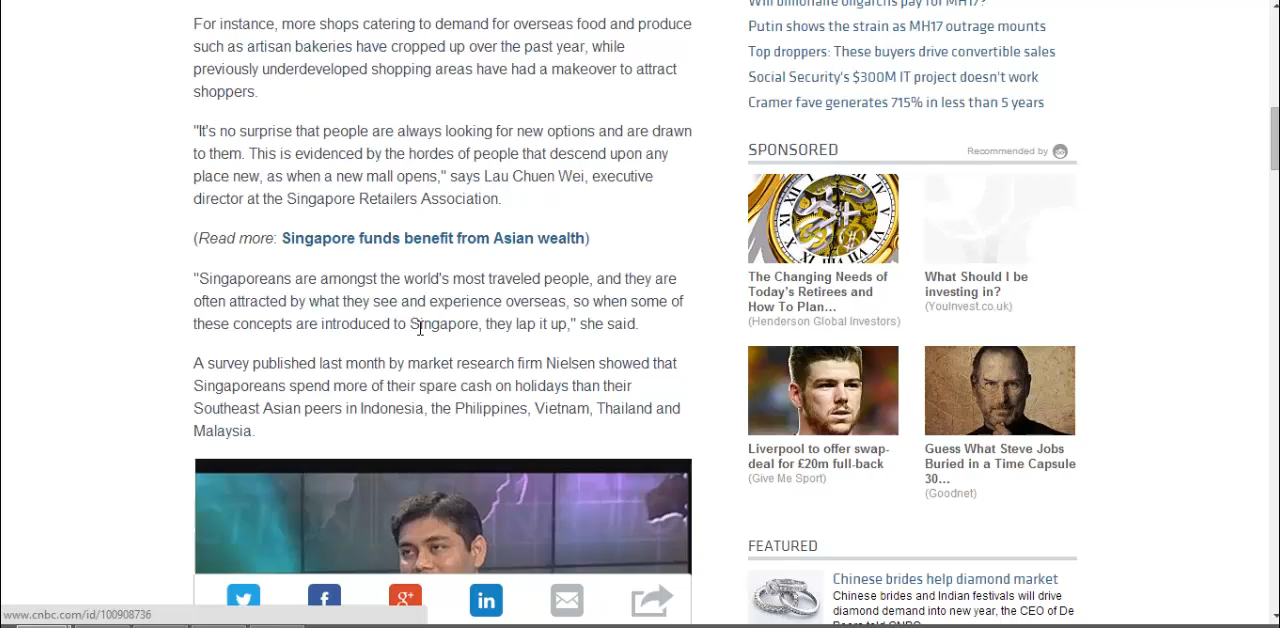 For instance, more shops catering to demand for overseas food and produce
such as artisan bakeries have cropped up over the past year, while
previously underdeveloped shopping areas have had a makeover to attract
shoppers.
"It's no surprise that people are always looking for new options and are drawn
to them. This is evidenced by the hordes of people that descend upon any
place new, as when a new mall opens," says Lau Chuen Wei, executive
director at the Singapore Retailers Association.
(Read more: Singapore funds benefit from Asian wealth)
"Singaporeans are amongst the world's most traveled people, and they are
often attracted by what they see and experience overseas, so when some of
these concepts are introduced to Singapore, they lap it up," she said.
A survey published last month by market research firm Nielsen showed that
Singaporeans spend more of their spare cash on holidays than their
Southeast Asian peers in Indonesia, the Philippines, Vietnam, Thailand and
Malaysia.
f
g+
in
www.cnbc.com/id/100908736
Will billionaire oligarchs pay for MH17?
Putin shows the strain as MH17 outrage mounts
Top droppers: These buyers drive convertible sales
Social Security's $300M IT project doesn't work
Cramer fave generates 715% in less than 5 years
SPONSORED
Recommended by
The Changing Needs of
Today's Retirees and
How To Plan…
(Henderson Global Investors)
What Should I be
investing in?
(YouInvest.co.uk)
Liverpool to offer swap-
deal for £20m full-back
(Give Me Sport)
Guess What Steve Jobs
Buried in a Time Capsule
30…
(Goodnet)
FEATURED
Chinese brides help diamond market
Chinese brides and Indian festivals will drive
diamond demand into new year, the CEO of De